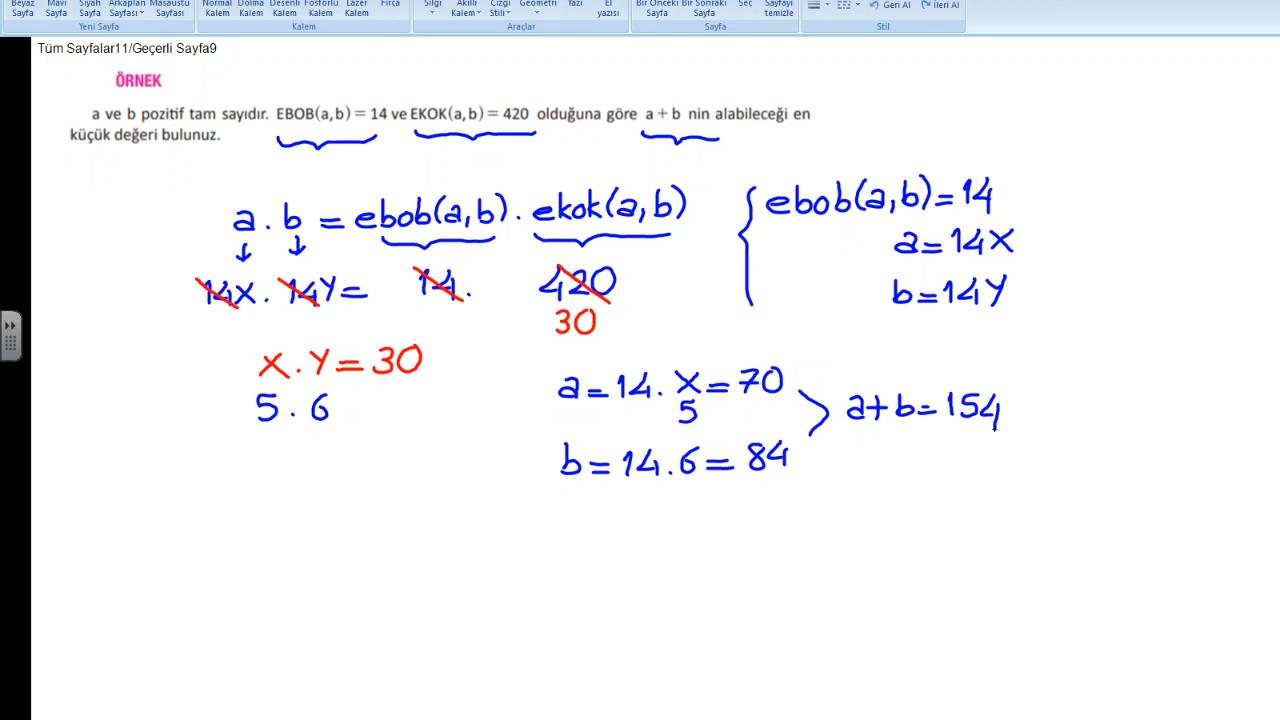 Beyaz Sayfa Mavi Sayfa Siyah Sayfa Arkaplan Sayfası Masaüstü Sayfası
Yeni Sayfa
Normal Kalem Dolma Kalem Desenli Kalem Fosforlu Kalem Lazer Kalem Fırça
Kalem
Silgi Akıllı Kalem Çizgi Stili Geometri Yazı El yazısı
Araçlar
Bir Önceki Sayfa Bir Sonraki Sayfa Seç Sayfayı temizle
Sayfa
Geri Al İleri Al
Stil
Tüm Sayfalar11/Geçerli Sayfa9
ÖRNEK
a ve b pozitif tam sayıdır. EBOB(a,b) = 14 ve EKOK(a,b) = 420 olduğuna göre a + b nin alabileceği en
küçük değeri bulunuz.
a . b = ebob(a,b) . ekok(a,b)
14X . 14Y = 14 . 420
30
X . Y = 30
5 . 6
ebob(a,b) = 14
a = 14X
b = 14Y
a = 14 . X = 70
5
b = 14 . 6 = 84
a + b = 154